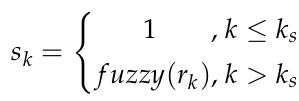 s_k = { 1 , k ≤ k_s
fuzzy(r_k), k > k_s